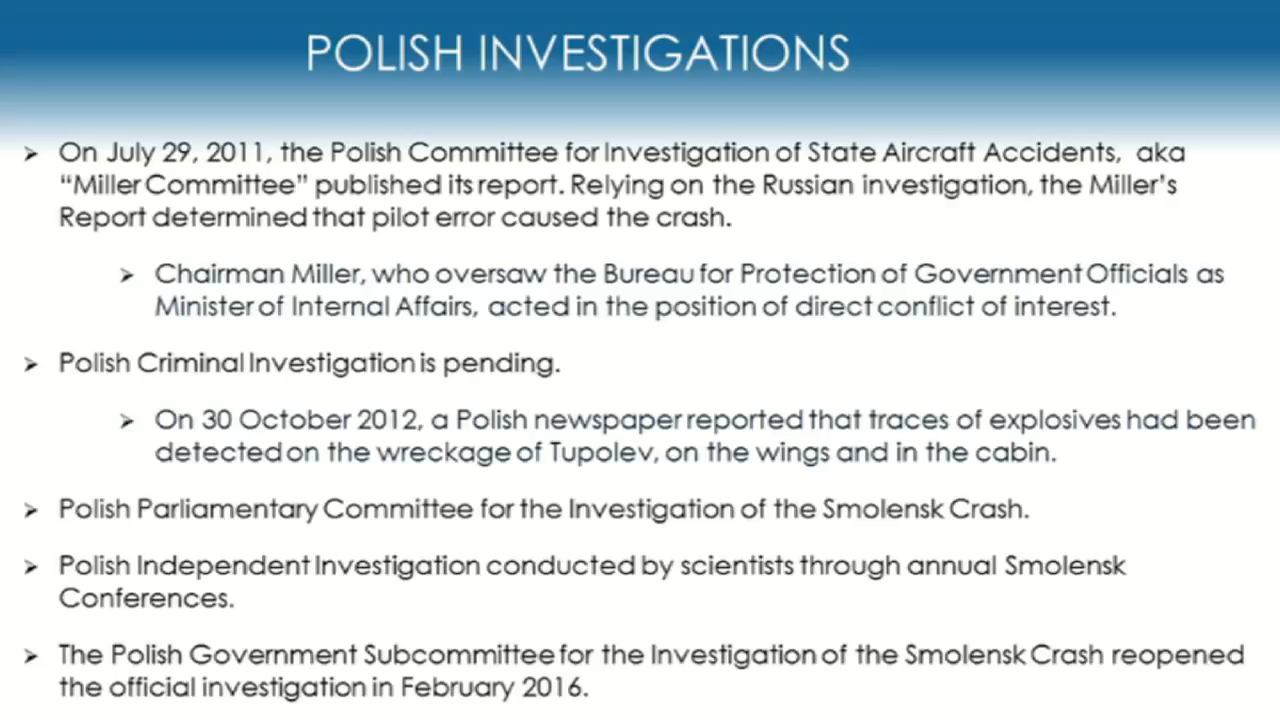 POLISH INVESTIGATIONS
On July 29, 2011, the Polish Committee for Investigation of State Aircraft Accidents, aka
“Miller Committee” published its report. Relying on the Russian investigation, the Miller’s
Report determined that pilot error caused the crash.
Chairman Miller, who oversaw the Bureau for Protection of Government Officials as
Minister of Internal Affairs, acted in the position of direct conflict of interest.
Polish Criminal Investigation is pending.
On 30 October 2012, a Polish newspaper reported that traces of explosives had been
detected on the wreckage of Tupolev, on the wings and in the cabin.
Polish Parliamentary Committee for the Investigation of the Smolensk Crash.
Polish Independent Investigation conducted by scientists through annual Smolensk
Conferences.
The Polish Government Subcommittee for the Investigation of the Smolensk Crash reopened
the official investigation in February 2016.